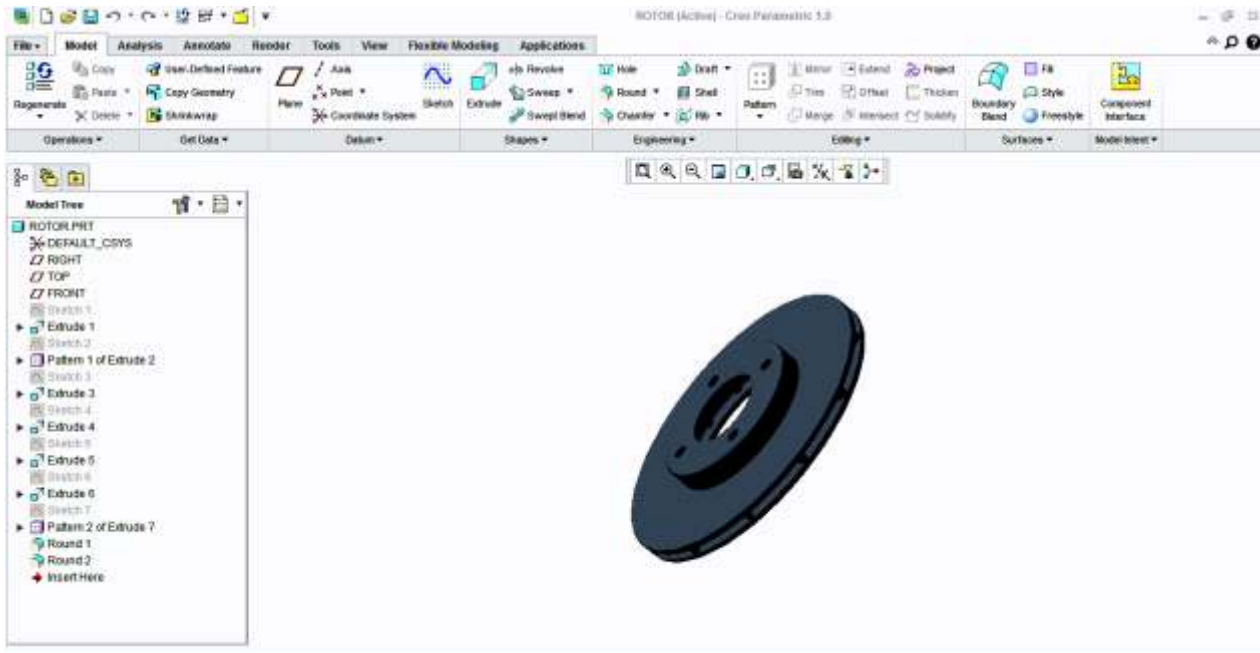 ROTOR (Active) - Creo Parametric 1.0
File Model Analysis Annotate Render Tools View Flexible Modeling Applications
Copy User-Defined Feature Axis Revolve Hole Draft Mirror Extend Project Fill
Paste Copy Geometry Point Sweep Round Shell Trim Offset Thicken Style
Regenerate Plane Sketch Extrude Pattern Boundary Blend Component Interface
Delete Shrinkwrap Coordinate System Swept Blend Chamfer Rib Merge Intersect Solidify Freestyle
Operations Get Data Datum Shapes Engineering Editing Surfaces Model Intent
Model Tree
ROTOR.PRT
DEFAULT_CSYS
RIGHT
TOP
FRONT
Sketch 1
Extrude 1
Sketch 2
Pattern 1 of Extrude 2
Sketch 3
Extrude 3
Sketch 4
Extrude 4
Sketch 5
Extrude 5
Sketch 6
Extrude 6
Sketch 7
Pattern 2 of Extrude 7
Round 1
Round 2
Insert Here